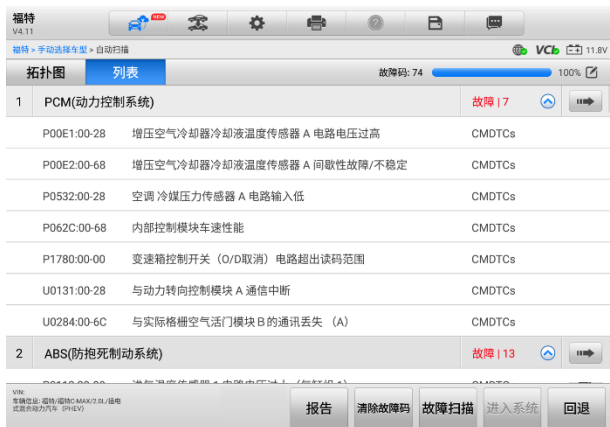 福特
V4.11
NEW
福特 > 手动选择车型 > 自动扫描
VCI
11.8V
拓扑图
列表
故障码: 74
100%
1 PCM(动力控制系统) 故障 | 7
P00E1:00-28 增压空气冷却器冷却液温度传感器 A 电路电压过高 CMDTCs
P00E2:00-68 增压空气冷却器冷却液温度传感器 A 间歇性故障/不稳定 CMDTCs
P0532:00-28 空调 冷媒压力传感器 A 电路输入低 CMDTCs
P062C:00-68 内部控制模块车速性能 CMDTCs
P1780:00-00 变速箱控制开关（O/D取消）电路超出读码范围 CMDTCs
U0131:00-28 与动力转向控制模块 A 通信中断 CMDTCs
U0284:00-6C 与实际格栅空气活门模块 B 的通讯丢失 （A） CMDTCs
2 ABS(防抱死制动系统) 故障 | 13
VIN:
车辆信息: 福特/福特C-MAX/2.0L/插电
式混合动力汽车（PHEV）
报告
清除故障码
故障扫描
进入系统
回退